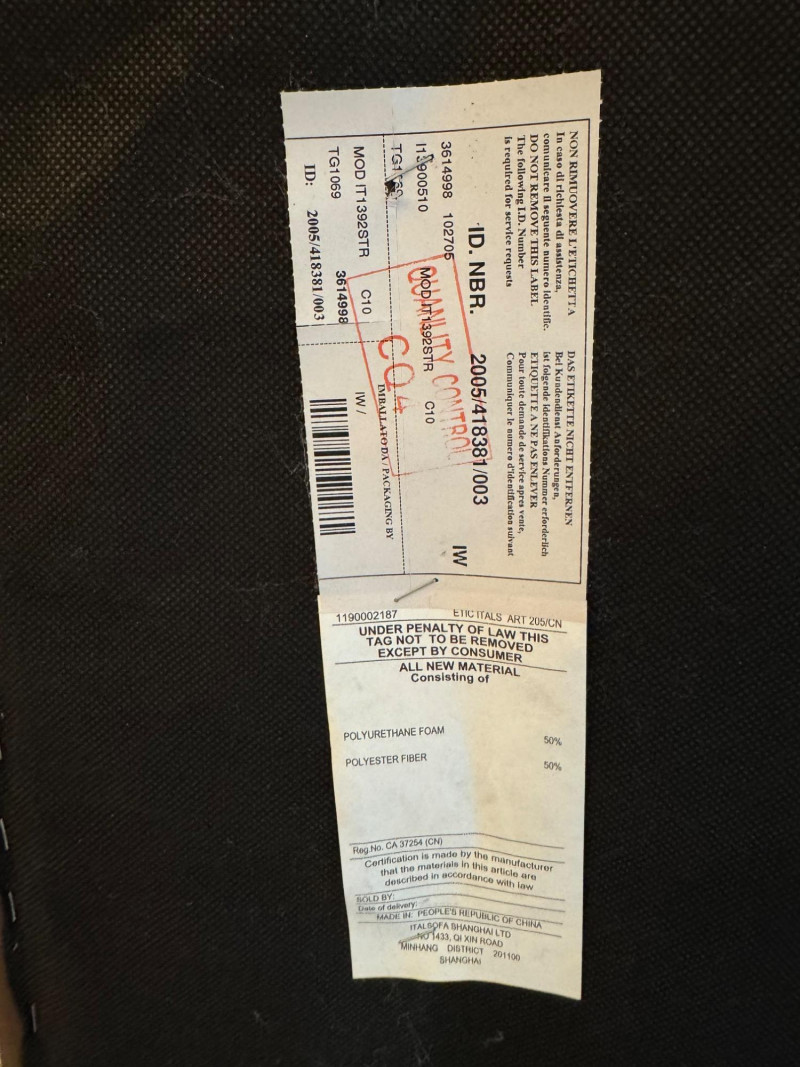 NON RIMUOVERE L'ETICHETTA
In caso di richiesta di assistenza,
comunicare il seguente numero identific.
DO NOT REMOVE THIS LABEL
The following I.D. Number
is required for service requests
DAS ETIKETTE NICHT ENTFERNEN
Bei Kundendienst Anforderungen,
ist folgende identifikations Nummer erforderlich
ETIQUETTE A NE PAS ENLEVER
Pour toute demande de service apres vente,
Communiquer le numero d'identification suivant
ID. NBR. 2005/418381/003
IW
3614998 102705 MOD IT1392STR C10
QUANLITY CONTROL
CQ4
IMBALLATO DA / PACKAGING BY
MOD IT1392STR C10 IW /
TG1069 3614998
ID: 2005/418381/003
1190002187 ETIC ITALS ART 205/CN
UNDER PENALTY OF LAW THIS
TAG NOT TO BE REMOVED
EXCEPT BY CONSUMER
ALL NEW MATERIAL
Consisting of
POLYURETHANE FOAM 50%
POLYESTER FIBER 50%
Reg.No. CA 37254 (CN)
Certification is made by the manufacturer
that the materials in this article are
described in accordance with law
SOLD BY:
Date of delivery:
MADE IN: PEOPLE'S REPUBLIC OF CHINA
ITALSOFA SHANGHAI LTD
NO 1433, QI XIN ROAD
MINHANG DISTRICT 201100
SHANGHAI